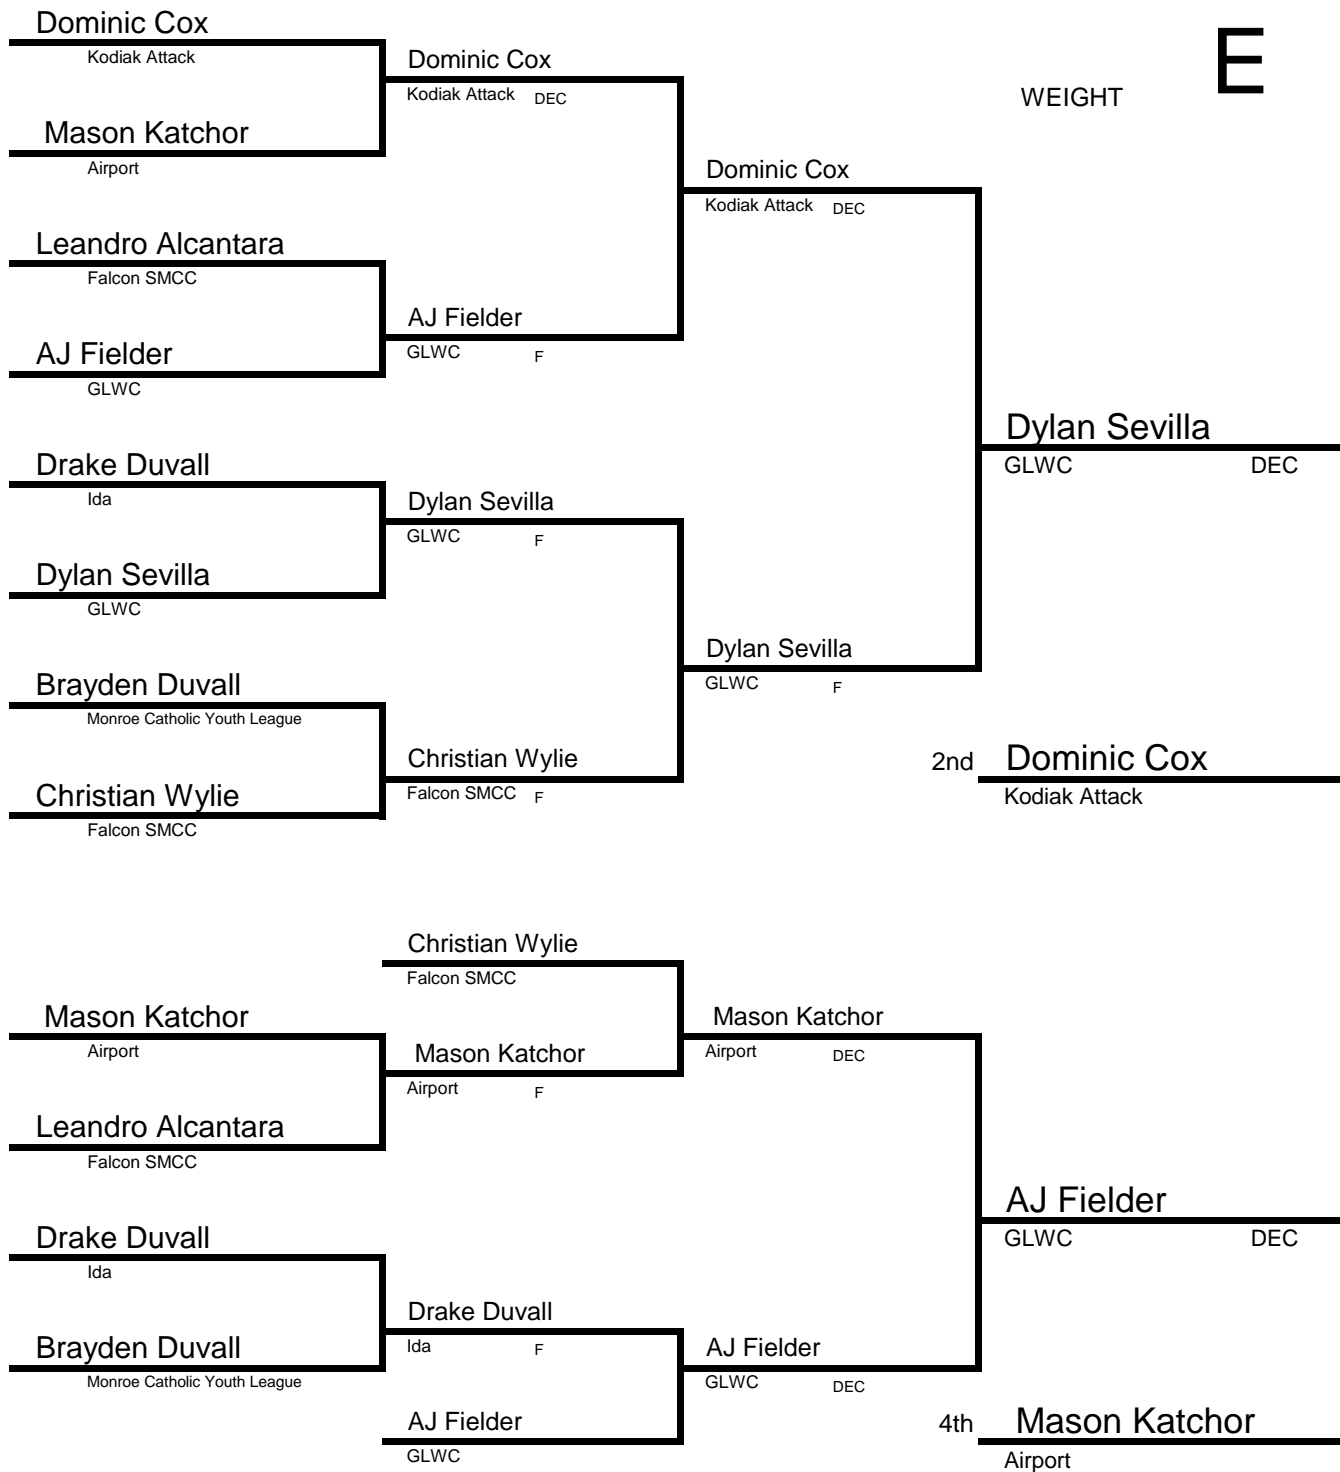 Dominic Cox
Kodiak Attack
Mason Katchor
Airport
Leandro Alcantara
Falcon SMCC
AJ Fielder
GLWC
Drake Duvall
Ida
Dylan Sevilla
GLWC
Brayden Duvall
Monroe Catholic Youth League
Christian Wylie
Falcon SMCC
Dominic Cox
Kodiak Attack DEC
AJ Fielder
GLWC F
Dylan Sevilla
GLWC F
Christian Wylie
Falcon SMCC F
Dominic Cox
Kodiak Attack DEC
Dylan Sevilla
GLWC F
WEIGHT E
Dylan Sevilla
GLWC DEC
2nd Dominic Cox
Kodiak Attack
Mason Katchor
Airport
Leandro Alcantara
Falcon SMCC
Drake Duvall
Ida
Brayden Duvall
Monroe Catholic Youth League
Christian Wylie
Falcon SMCC
Mason Katchor
Airport F
Drake Duvall
Ida F
AJ Fielder
GLWC
Mason Katchor
Airport DEC
AJ Fielder
GLWC DEC
AJ Fielder
GLWC DEC
4th Mason Katchor
Airport